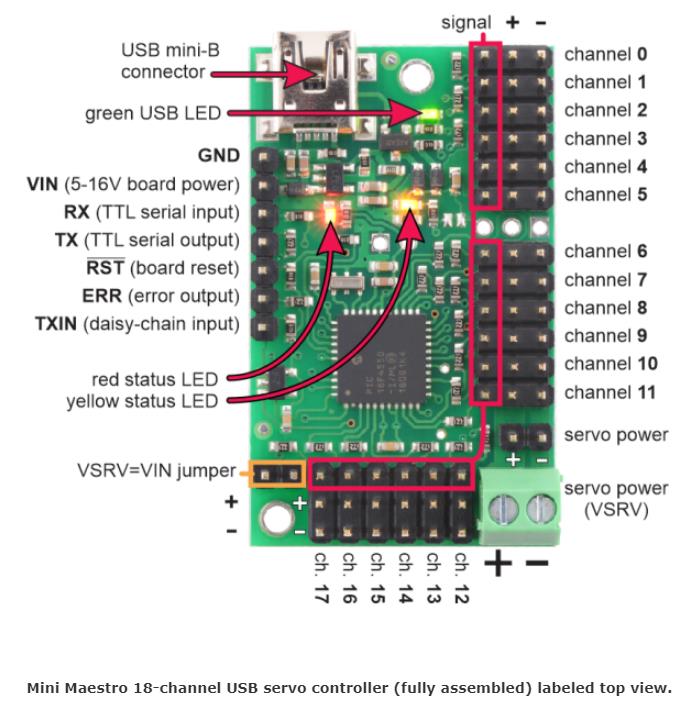 signal + −
USB mini-B
connector
green USB LED
channel 0
channel 1
channel 2
channel 3
channel 4
channel 5
GND
VIN (5-16V board power)
RX (TTL serial input)
TX (TTL serial output)
RST (board reset)
ERR (error output)
TXIN (daisy-chain input)
channel 6
channel 7
channel 8
channel 9
channel 10
channel 11
red status LED
yellow status LED
PIC
18F4550
servo power
+ −
VSRV=VIN jumper
servo power
(VSRV)
+ +
− −
+ −
ch. 17
ch. 16
ch. 15
ch. 14
ch. 13
ch. 12
Mini Maestro 18-channel USB servo controller (fully assembled) labeled top view.